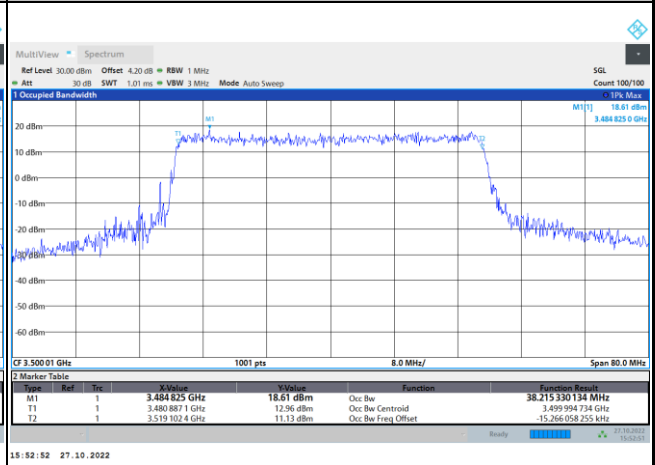 MultiView Spectrum
Ref Level 30.00 dBm Offset 4.20 dB RBW 1 MHz SGL
Att 30 dB SWT 1.01 ms VBW 3 MHz Mode Auto Sweep Count 100/100
1 Occupied Bandwidth 1Pk Max
M1[1] 18.61 dBm
3.484 825 0 GHz
M1
T1
T2
20 dBm
10 dBm
0 dBm
-10 dBm
-20 dBm
-30 dBm
-40 dBm
-50 dBm
-60 dBm
CF 3.500 01 GHz 1001 pts 8.0 MHz/ Span 80.0 MHz
2 Marker Table
Type Ref Trc X-Value Y-Value Function Function Result
M1 1 3.484 825 GHz 18.61 dBm Occ Bw 38.215 330 134 MHz
T1 1 3.480 887 1 GHz 12.96 dBm Occ Bw Centroid 3.499 994 734 GHz
T2 1 3.519 102 4 GHz 11.13 dBm Occ Bw Freq Offset -15.266 058 255 kHz
Ready 27.10.2022
15:52:51
15:52:52 27.10.2022